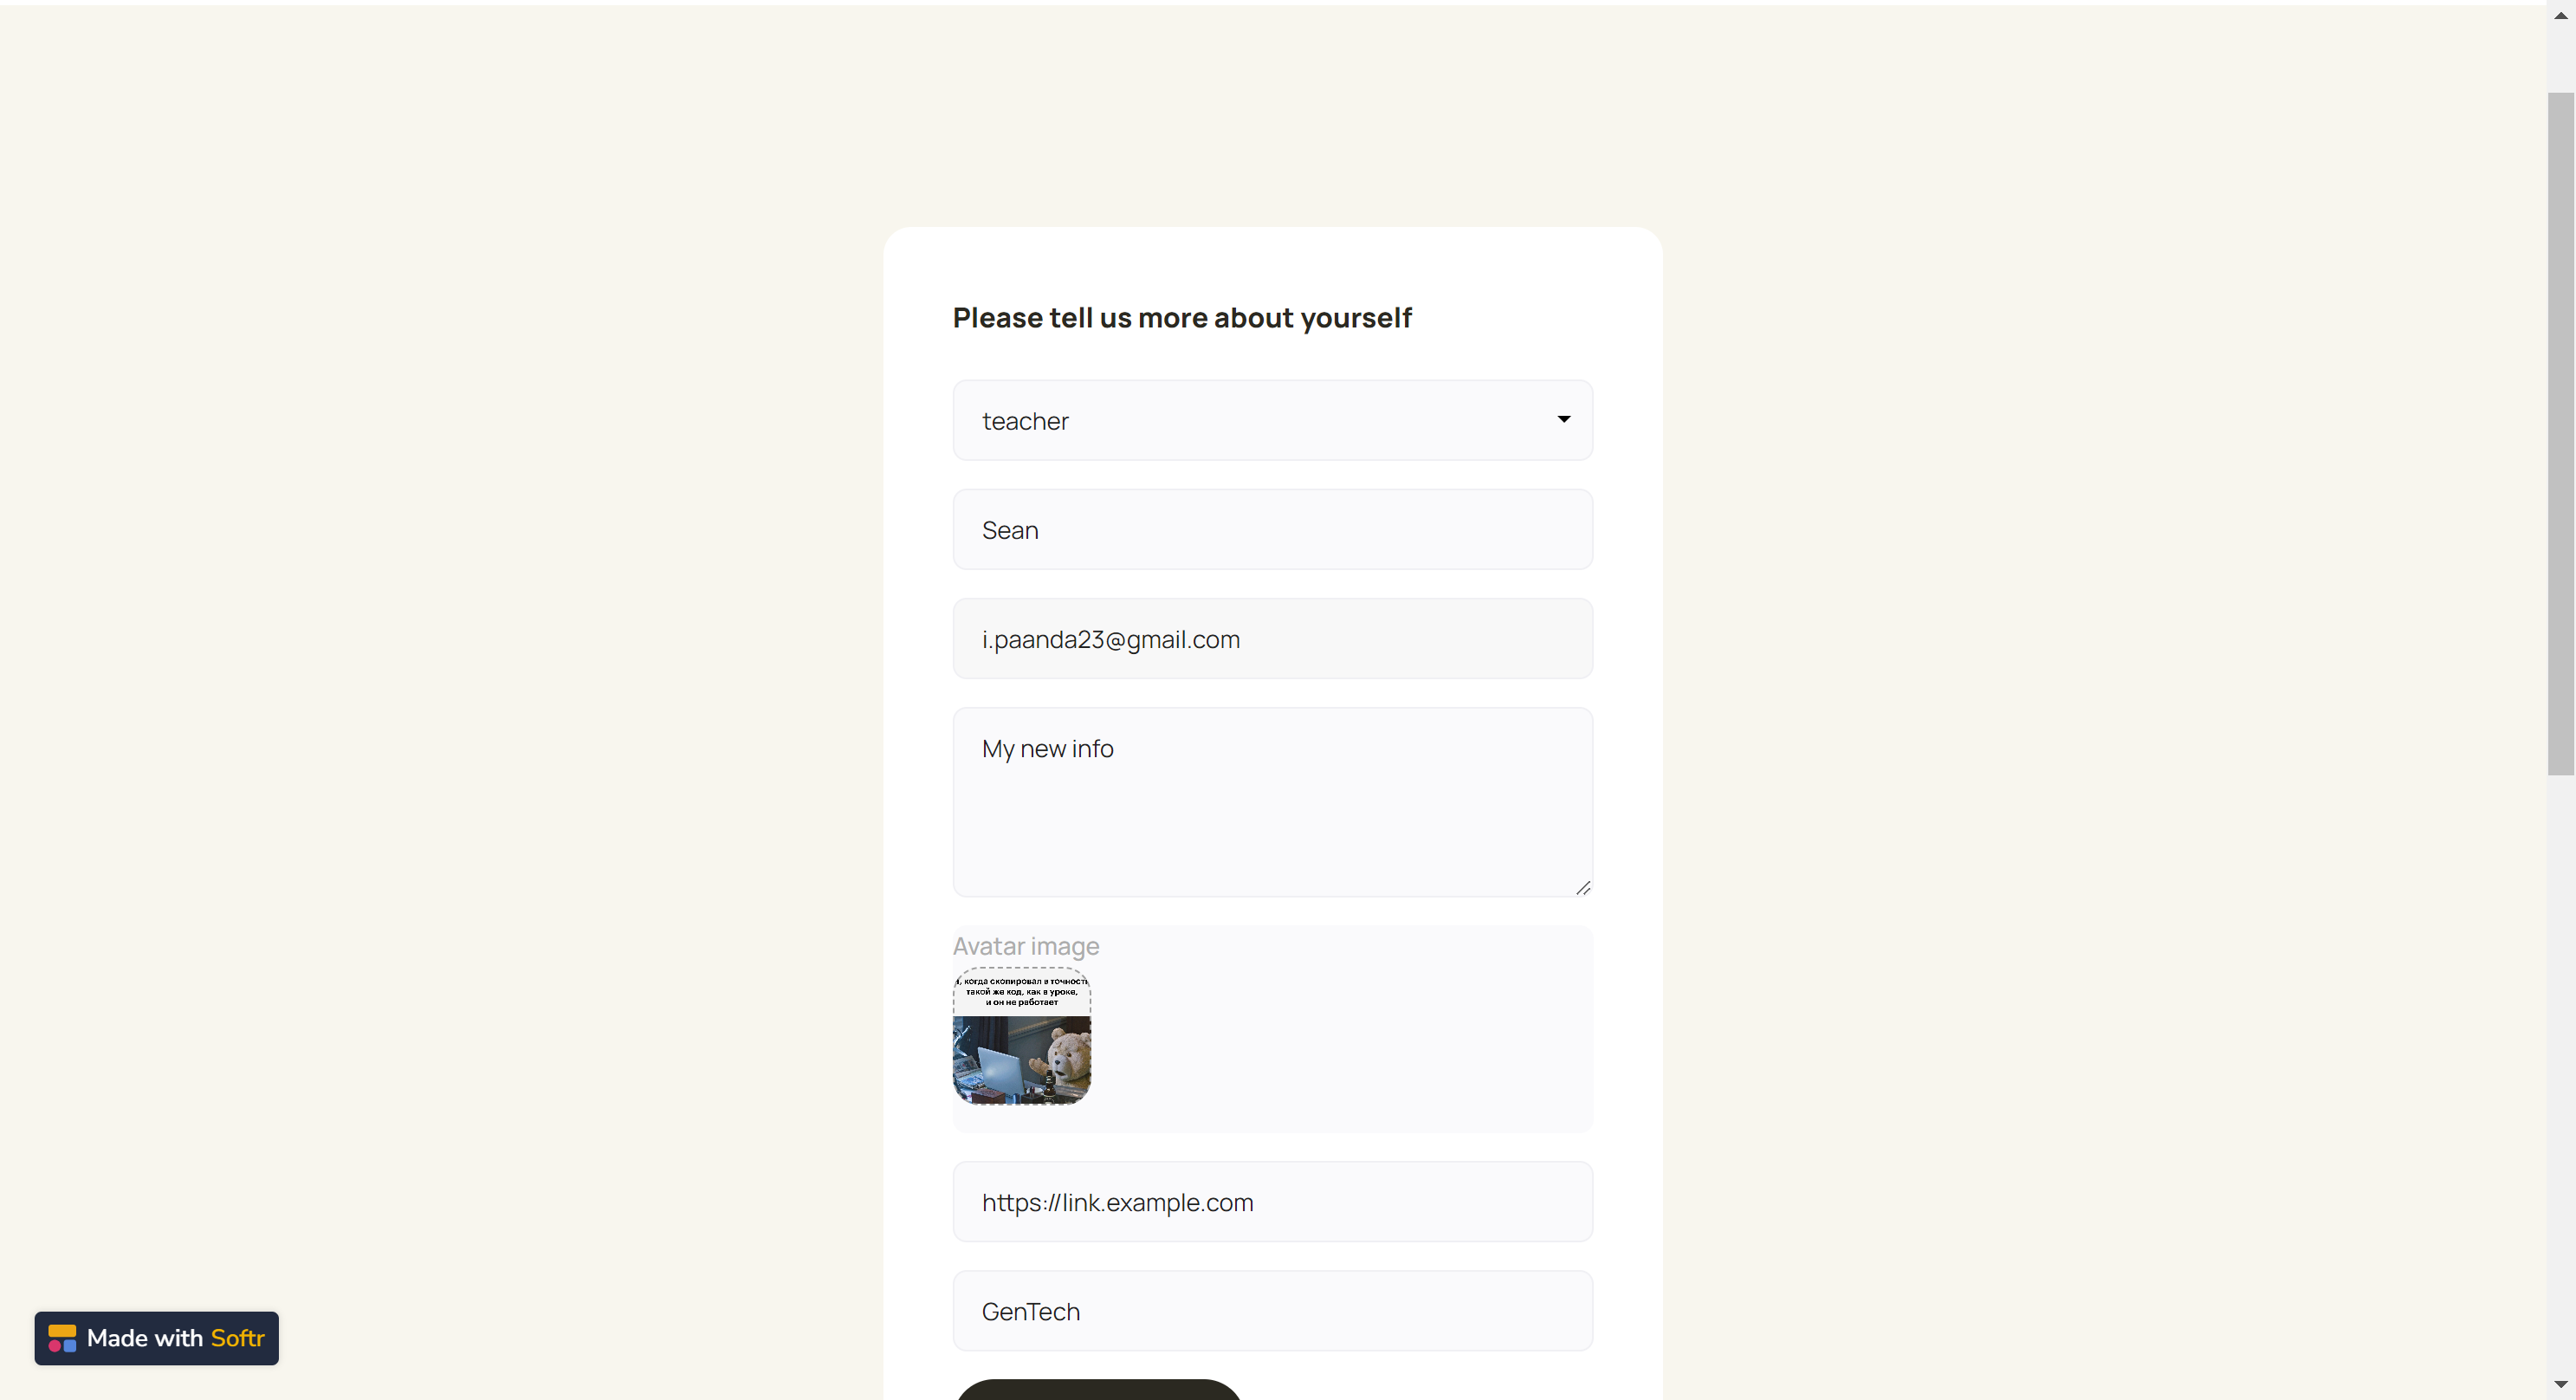 Please tell us more about yourself
teacher
Sean
i.paanda23@gmail.com
My new info
Avatar image
когда скопировал в точности
такой же код, как в уроке,
и он не работает
https://link.example.com
GenTech
Made with Softr